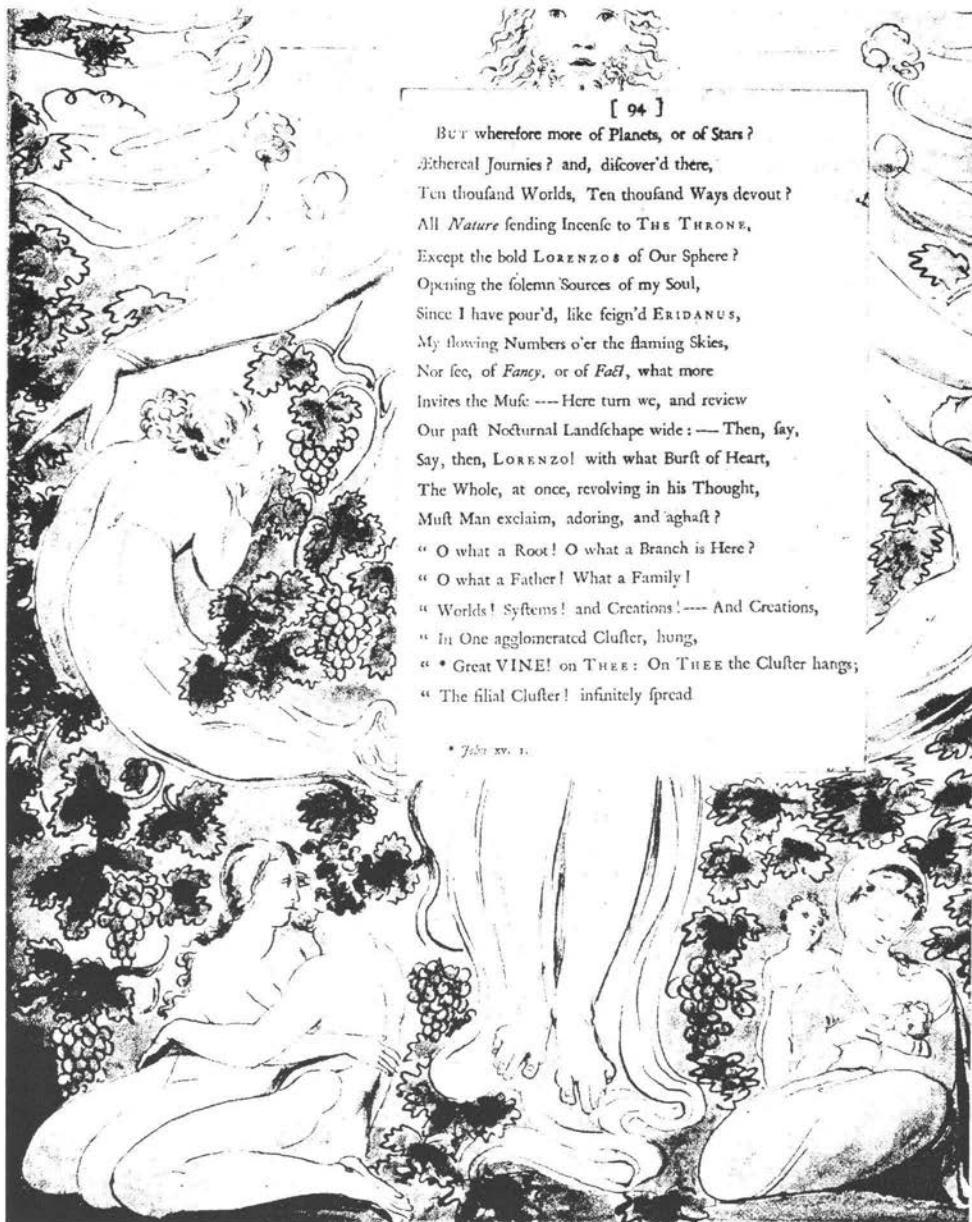 [ 94 ]
BUT wherefore more of Planets, or of Stars?
Æthereal Journies? and, diſcover'd there,
Ten thouſand Worlds, Ten thouſand Ways devout?
All Nature ſending Incenſe to THE THRONE,
Except the bold LORENZOS of Our Sphere?
Opening the ſolemn Sources of my Soul,
Since I have pour'd, like feign'd ERIDANUS,
My flowing Numbers o'er the flaming Skies,
Nor ſee, of Fancy, or of Fact, what more
Invites the Muſe ---- Here turn we, and review
Our paſt Nocturnal Landſchape wide: --- Then, ſay,
Say, then, LORENZO! with what Burſt of Heart,
The Whole, at once, revolving in his Thought,
Muſt Man exclaim, adoring, and aghaſt?
“ O what a Root! O what a Branch is Here?
“ O what a Father! What a Family!
“ Worlds! Syſtems! and Creations! ---- And Creations,
“ In One agglomerated Cluſter, hung,
“ * Great VINE! on THEE: On THEE the Cluſter hangs;
“ The filial Cluſter! infinitely ſpread
* John xv. 1.